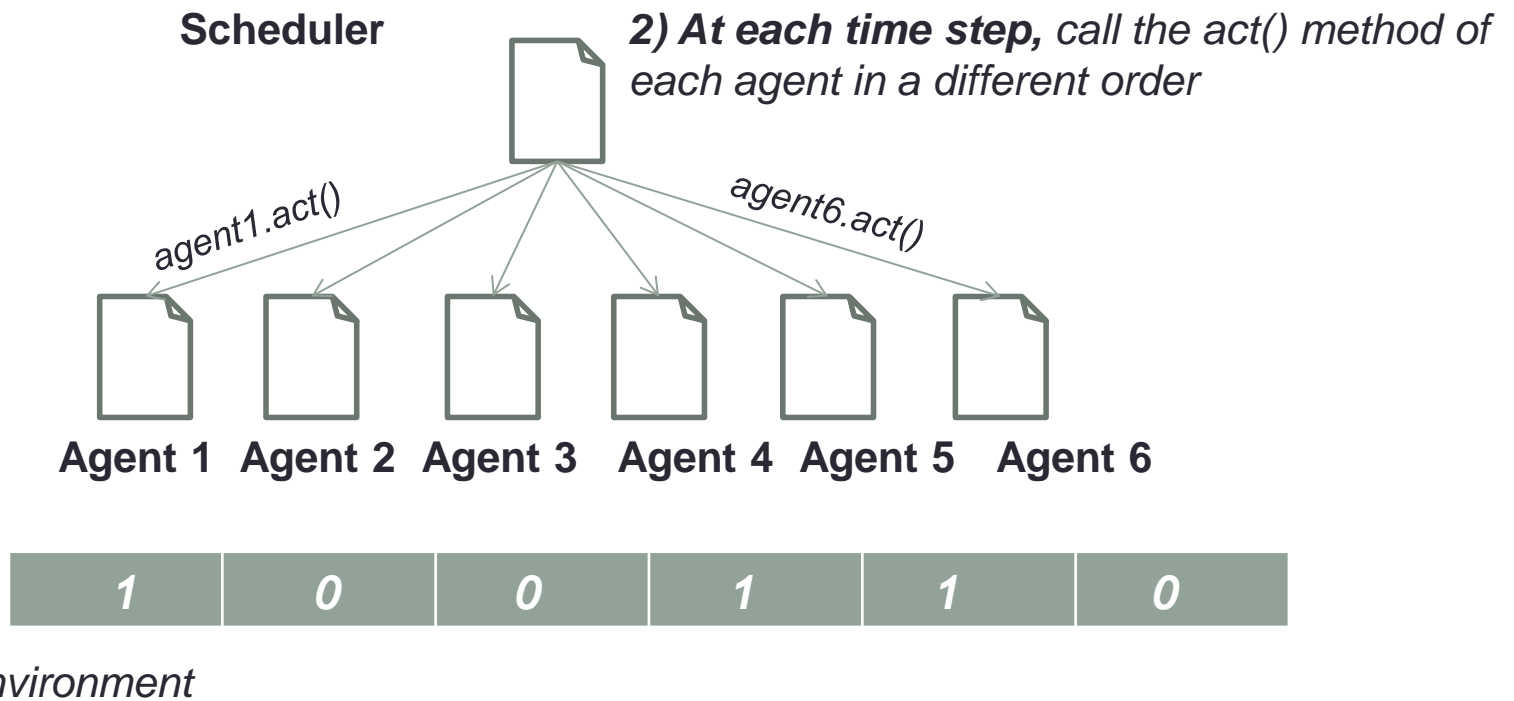 Scheduler
2) At each time step, call the act() method of
each agent in a different order
agent1.act()
agent6.act()
Agent 1 Agent 2 Agent 3 Agent 4 Agent 5 Agent 6
1 0 0 1 1 0
nvironment